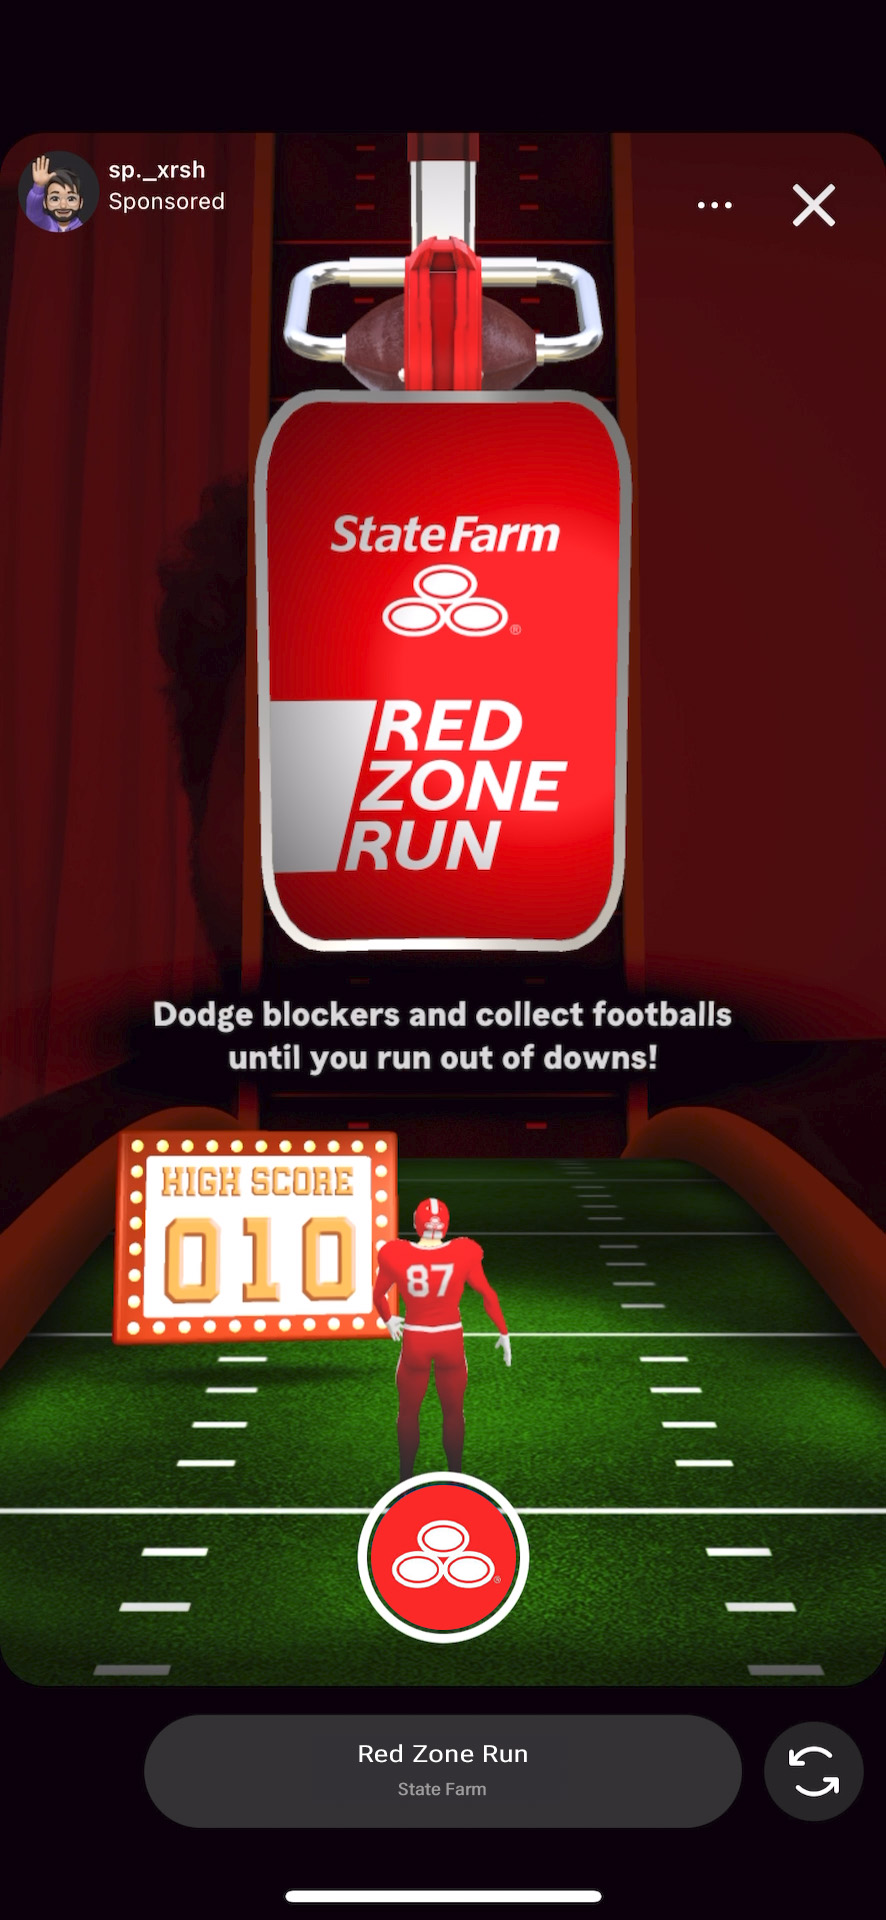 sp._xrsh
Sponsored
State Farm
®
RED
ZONE
RUN
Dodge blockers and collect footballs
until you run out of downs!
HIGH SCORE
010
87
®
Red Zone Run
State Farm